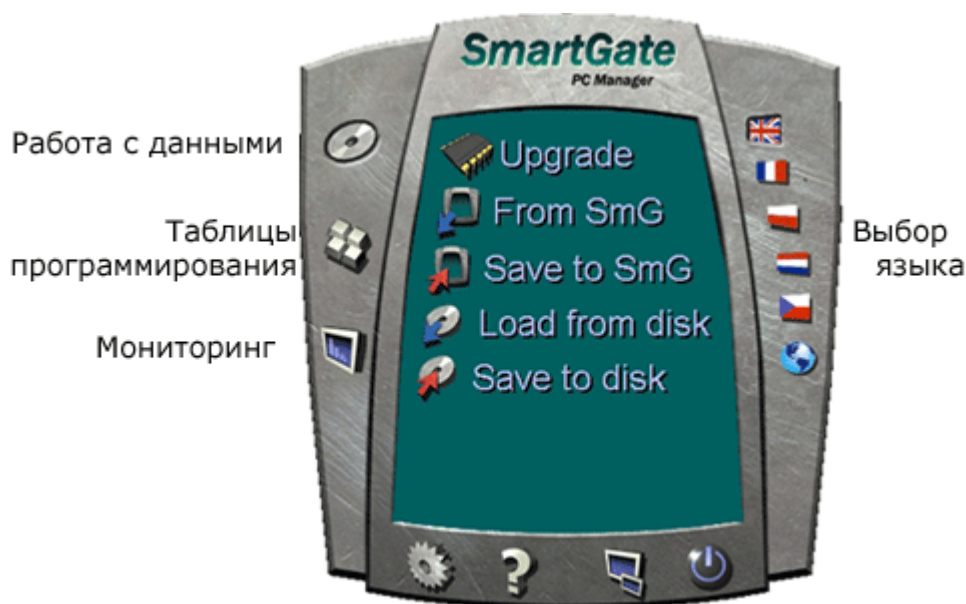 SmartGate
PC Manager
Работа с данными
Таблицы
программирования
Мониторинг
Upgrade
From SmG
Save to SmG
Load from disk
Save to disk
Выбор
языка
?